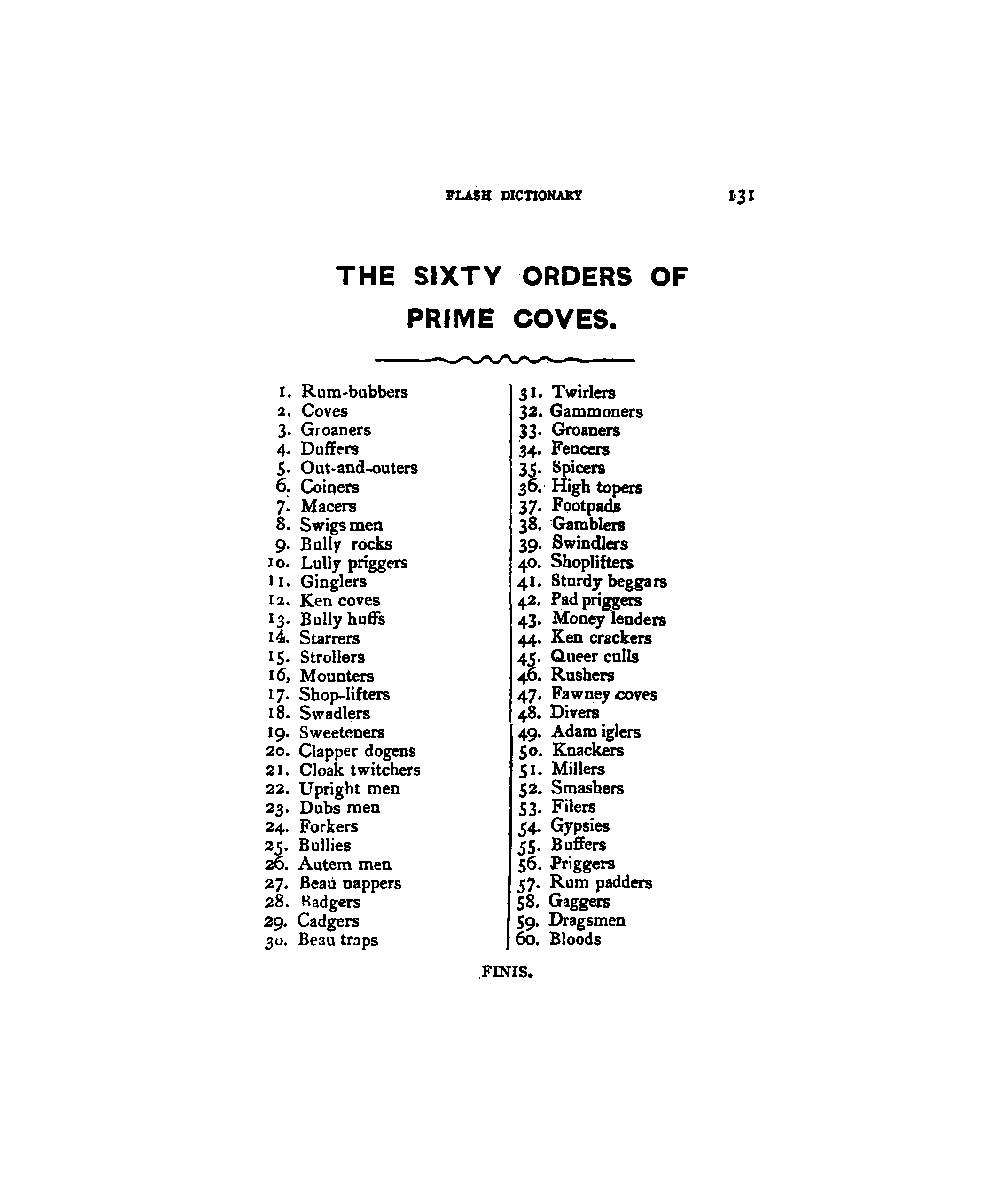 FLASH DICTIONARY 131
THE SIXTY ORDERS OF
PRIME COVES.
1. Rum-bubbers
2. Coves
3. Groaners
4. Duffers
5. Out-and-outers
6. Coiners
7. Macers
8. Swigsmen
9. Bully rocks
10. Lully priggers
11. Ginglers
12. Ken coves
13. Bully huffs
14. Starrers
15. Strollers
16, Mounters
17. Shop-lifters
18. Swadlers
19. Sweeteners
20. Clapper dogens
21. Cloak twitchers
22. Upright men
23. Dubs men
24. Forkers
25. Bullies
26. Autem men
27. Beau nappers
28. Badgers
29. Cadgers
30. Beau traps
31. Twirlers
32. Gammoners
33. Groaners
34. Fencers
35. Spicers
36. High topers
37. Footpads
38. Gamblers
39. Swindlers
40. Shoplifters
41. Sturdy beggars
42. Pad priggers
43. Money lenders
44. Ken crackers
45. Queer culls
46. Rushers
47. Fawney coves
48. Divers
49. Adam iglers
50. Knackers
51. Millers
52. Smashers
53. Filers
54. Gypsies
55. Buffers
56. Priggers
57. Rum padders
58. Gaggers
59. Dragsmen
60. Bloods
FINIS.